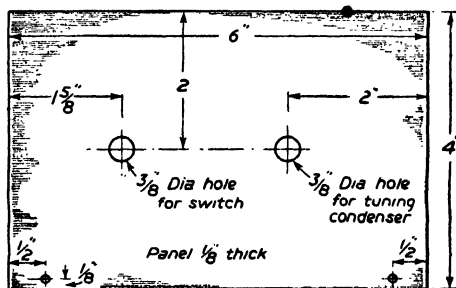 6"
2
1 5/8"
2"
4"
3/8" Dia hole
for switch
3/8" Dia hole
for tuning
condenser
Panel 1/8" thick
1/2"
1/8"
1/2"